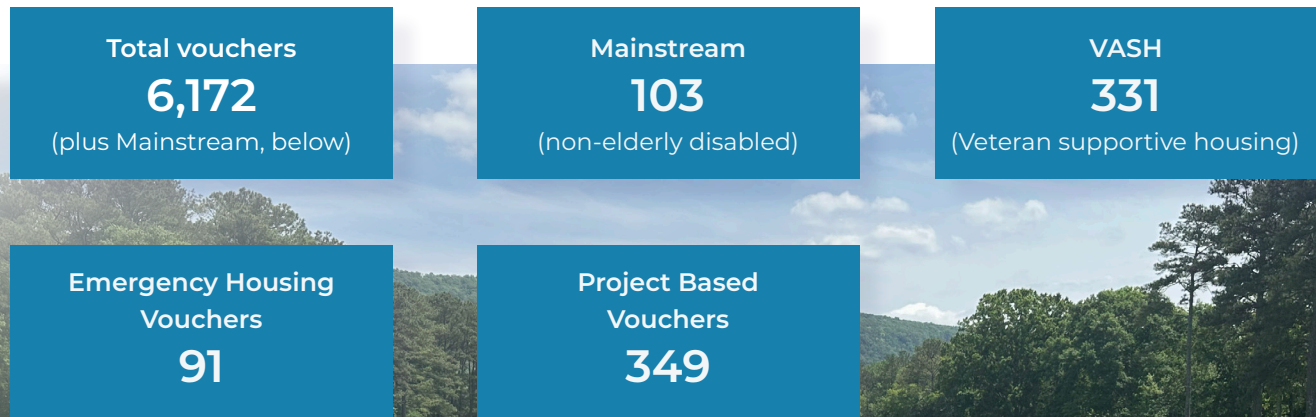 Total vouchers
6,172
(plus Mainstream, below)
Mainstream
103
(non-elderly disabled)
VASH
331
(Veteran supportive housing)
Emergency Housing
Vouchers
91
Project Based
Vouchers
349